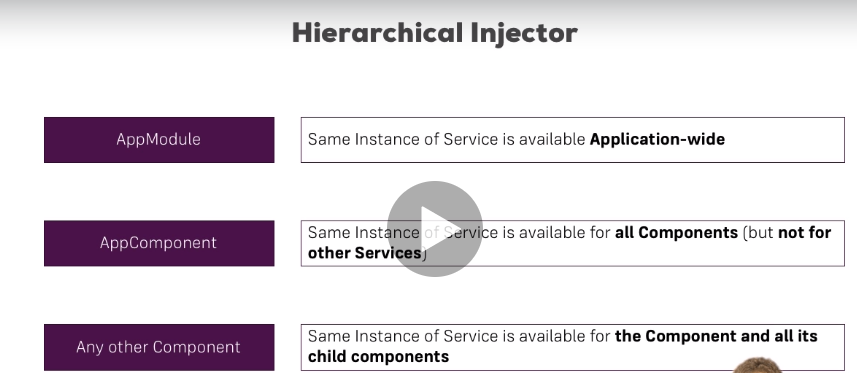 Hierarchical Injector
AppModule
Same Instance of Service is available Application-wide
AppComponent
Same Instance of Service is available for all Components (but not for
other Services)
Any other Component
Same Instance of Service is available for the Component and all its
child components